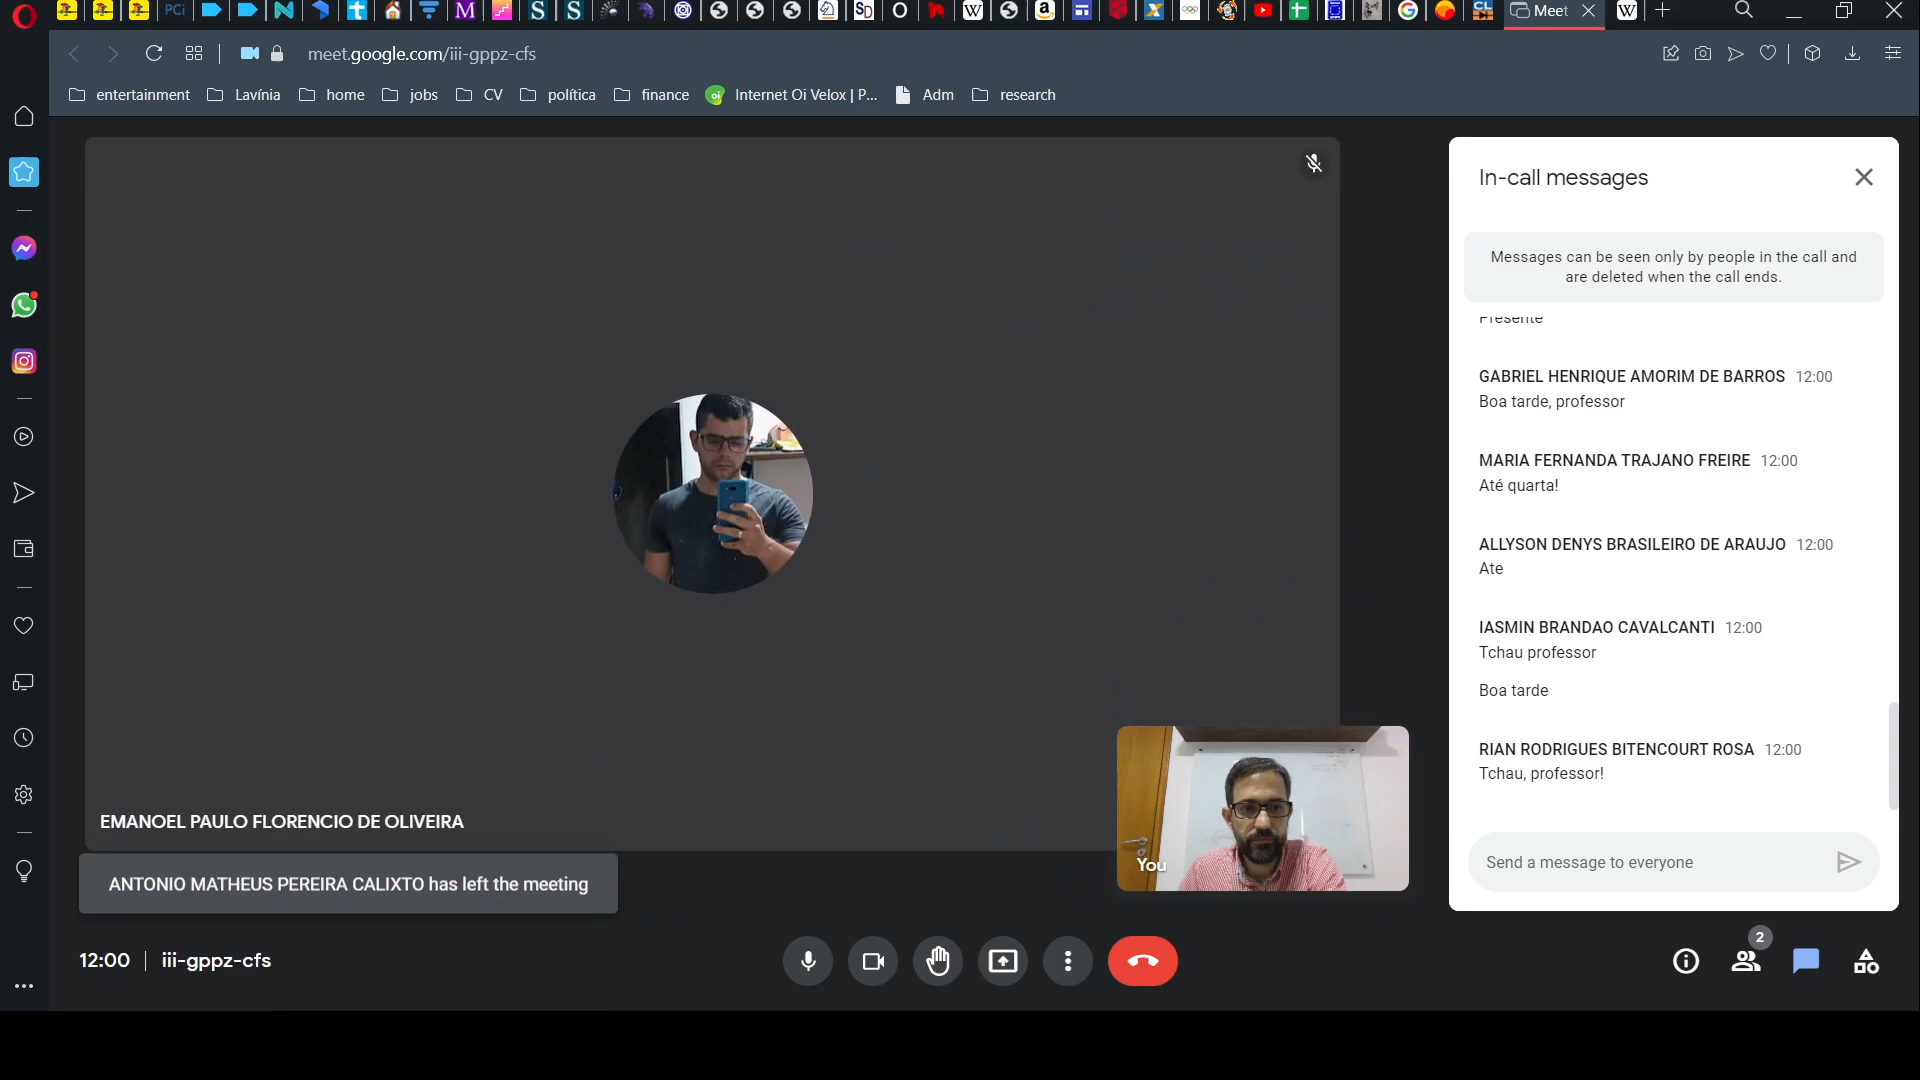 Meet
meet.google.com/iii-gppz-cfs
entertainment
Lavínia
home
jobs
CV
política
finance
Internet Oi Velox | P...
Adm
research
In-call messages
Messages can be seen only by people in the call and
are deleted when the call ends.
Presente
GABRIEL HENRIQUE AMORIM DE BARROS 12:00
Boa tarde, professor
MARIA FERNANDA TRAJANO FREIRE 12:00
Até quarta!
ALLYSON DENYS BRASILEIRO DE ARAUJO 12:00
Ate
IASMIN BRANDAO CAVALCANTI 12:00
Tchau professor
Boa tarde
RIAN RODRIGUES BITENCOURT ROSA 12:00
Tchau, professor!
Send a message to everyone
EMANOEL PAULO FLORENCIO DE OLIVEIRA
You
ANTONIO MATHEUS PEREIRA CALIXTO has left the meeting
12:00 | iii-gppz-cfs
2